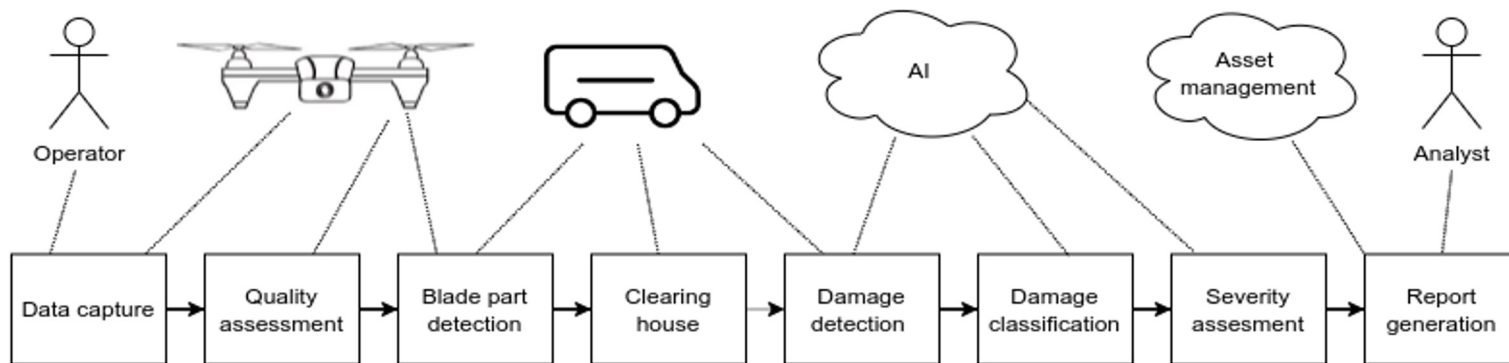 Operator
AI
Asset
management
Analyst
Data capture
Quality
assessment
Blade part
detection
Clearing
house
Damage
detection
Damage
classification
Severity
assesment
Report
generation